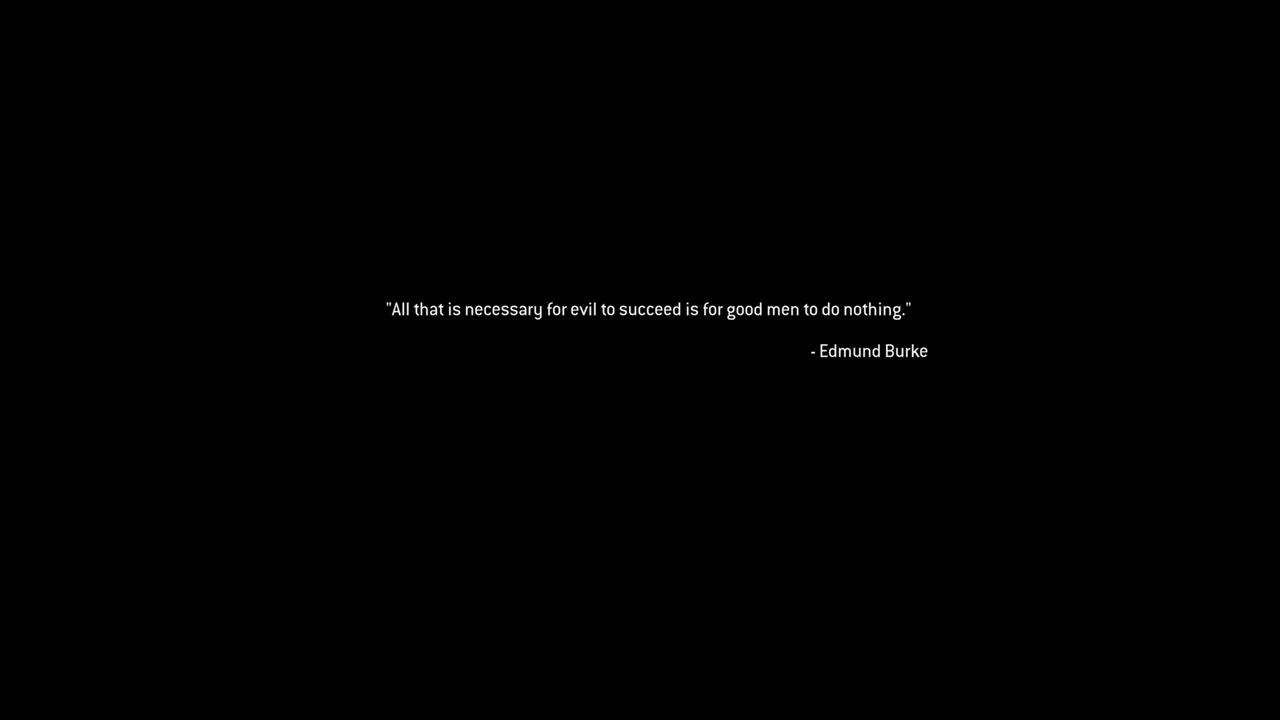 "All that is necessary for evil to succeed is for good men to do nothing."
- Edmund Burke